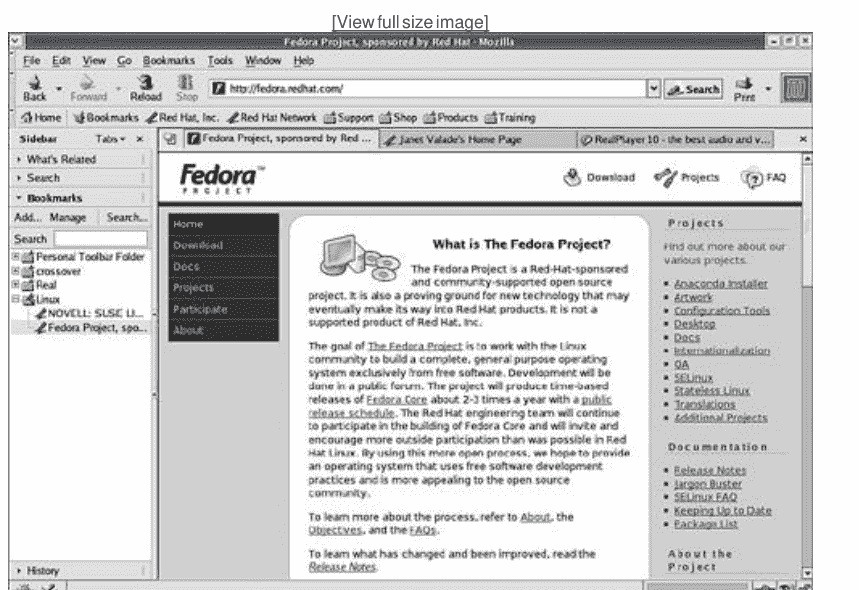 [View full size image]
Fedora Project, sponsored by Red Hat - Mozilla
File Edit View Go Bookmarks Tools Window Help
Back Forward Reload Stop http://fedora.redhat.com/ Search Print
Home Bookmarks Red Hat, Inc. Red Hat Network Support Shop Products Training
Sidebar Tabs Fedora Project, sponsored by Red ... Janet Valade's Home Page RealPlayer 10 - the best audio and v...
What's Related
Search
Bookmarks
Add... Manage Search...
Search
Personal Toolbar Folder
crossover
Real
Linux
NOVELL: SUSE LI...
Fedora Project, spo...
History
Fedora™
PROJECT
Download Projects FAQ
Home
Download
Docs
Projects
Participate
About
What is The Fedora Project?
The Fedora Project is a Red-Hat-sponsored
and community-supported open source
project. It is also a proving ground for new technology that may
eventually make its way into Red Hat products. It is not a
supported product of Red Hat, Inc.
The goal of The Fedora Project is to work with the Linux
community to build a complete, general purpose operating
system exclusively from free software. Development will be
done in a public forum. The project will produce time-based
releases of Fedora Core about 2-3 times a year with a public
release schedule. The Red Hat engineering team will continue
to participate in the building of Fedora Core and will invite and
encourage more outside participation than was possible in Red
Hat Linux. By using this more open process, we hope to provide
an operating system that uses free software development
practices and is more appealing to the open source
community.
To learn more about the process, refer to About, the
Objectives, and the FAQs.
To learn what has changed and been improved, read the
Release Notes.
Projects
Find out more about our
various projects.
Anaconda Installer
Artwork
Configuration Tools
Desktop
Docs
Internationalization
QA
SELinux
Stateless Linux
Translations
Additional Projects
Documentation
Release Notes
Jargon Buster
SELinux FAQ
Keeping Up to Date
Package List
About the
Project